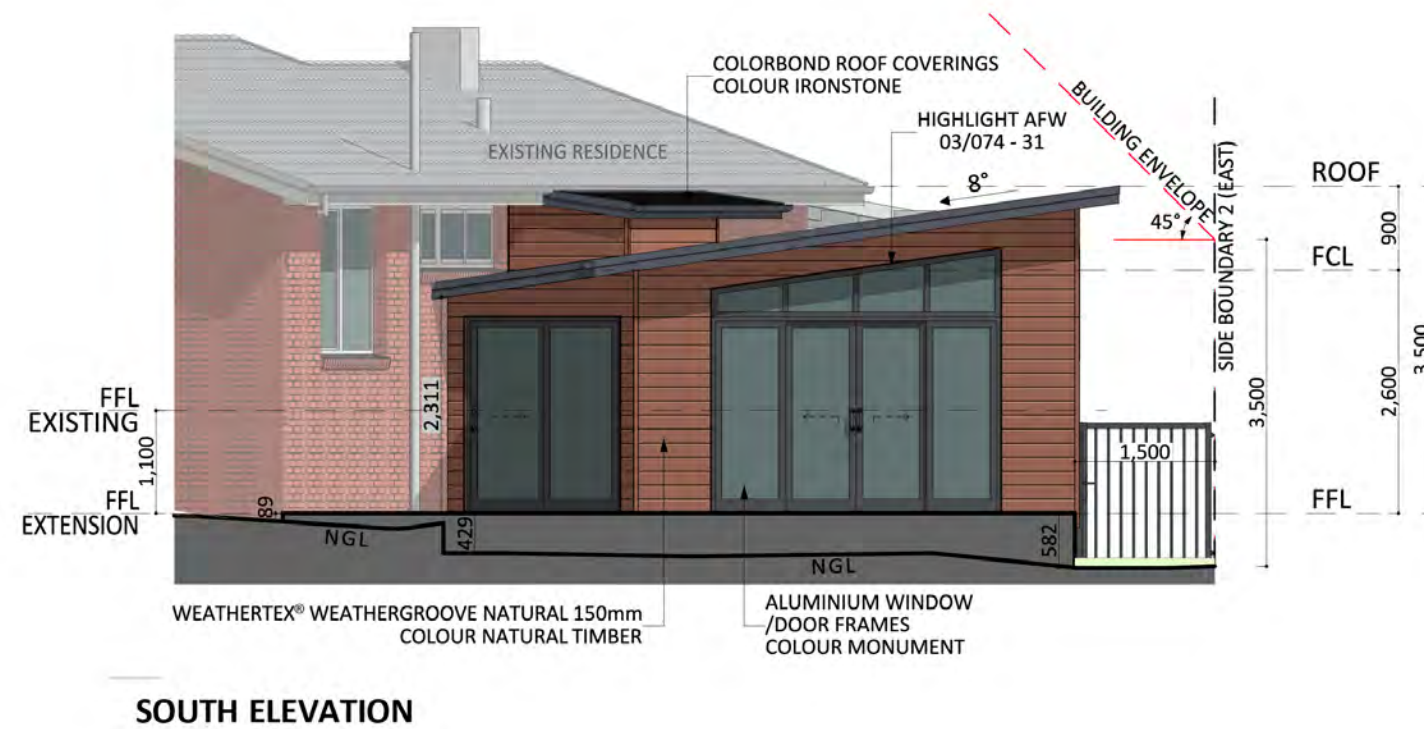 COLORBOND ROOF COVERINGS
COLOUR IRONSTONE
HIGHLIGHT AFW
03/074 - 31
BUILDING ENVELOPE
EXISTING RESIDENCE
8°
45°
SIDE BOUNDARY 2 (EAST)
ROOF
900
FCL
3,500
2,600
3,500
FFL
EXISTING
2,311
1,100
1,500
FFL
EXTENSION
89
NGL
429
NGL
582
FFL
WEATHERTEX® WEATHERGROOVE NATURAL 150mm
COLOUR NATURAL TIMBER
ALUMINIUM WINDOW
/DOOR FRAMES
COLOUR MONUMENT
SOUTH ELEVATION